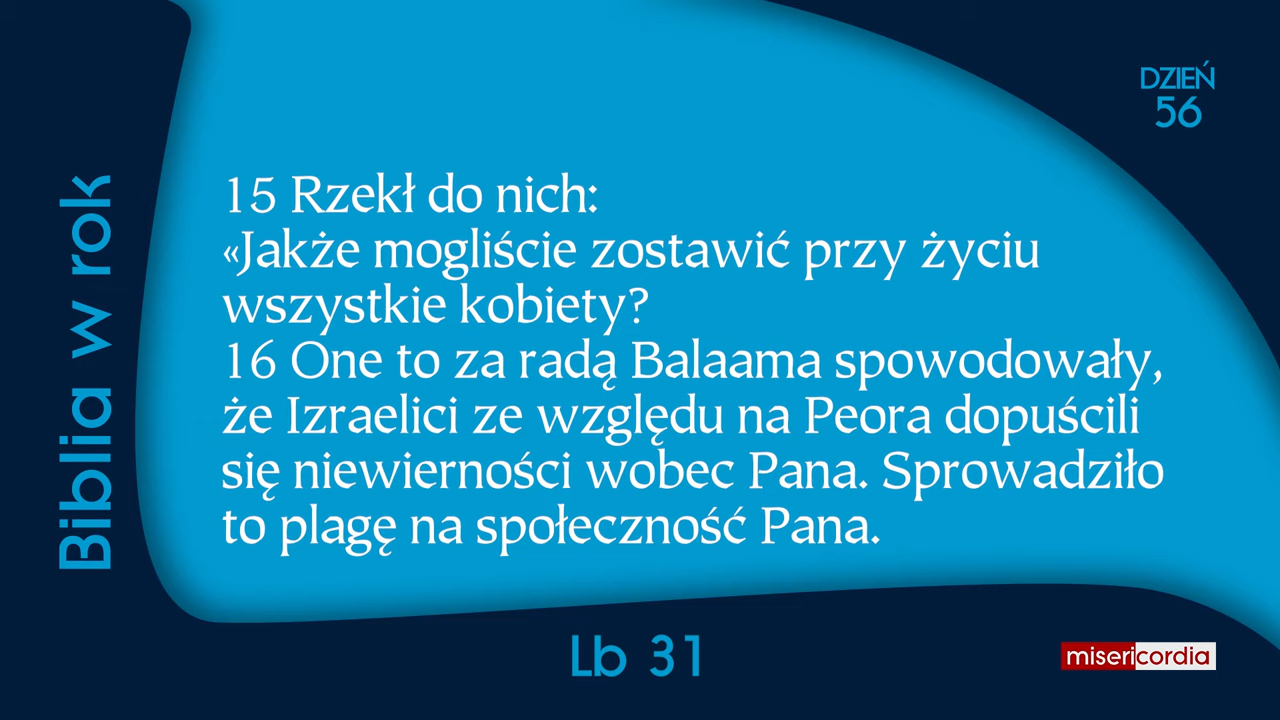 DZIEŃ
56
Biblia w rok
15 Rzekł do nich:
«Jakże mogliście zostawić przy życiu
wszystkie kobiety?
16 One to za radą Balaama spowodowały,
że Izraelici ze względu na Peora dopuścili
się niewierności wobec Pana. Sprowadziło
to plagę na społeczność Pana.
Lb 31
misericordia